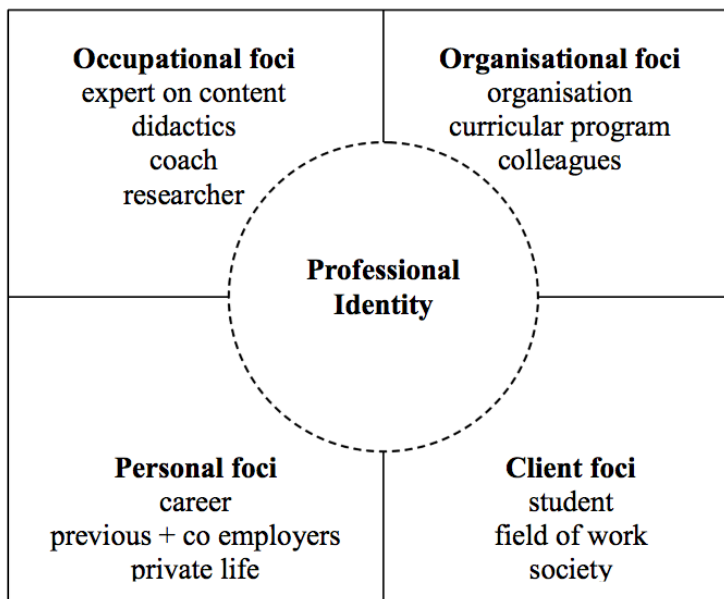 Occupational foci
expert on content
didactics
coach
researcher
Organisational foci
organisation
curricular program
colleagues
Professional
Identity
Personal foci
career
previous + co employers
private life
Client foci
student
field of work
society